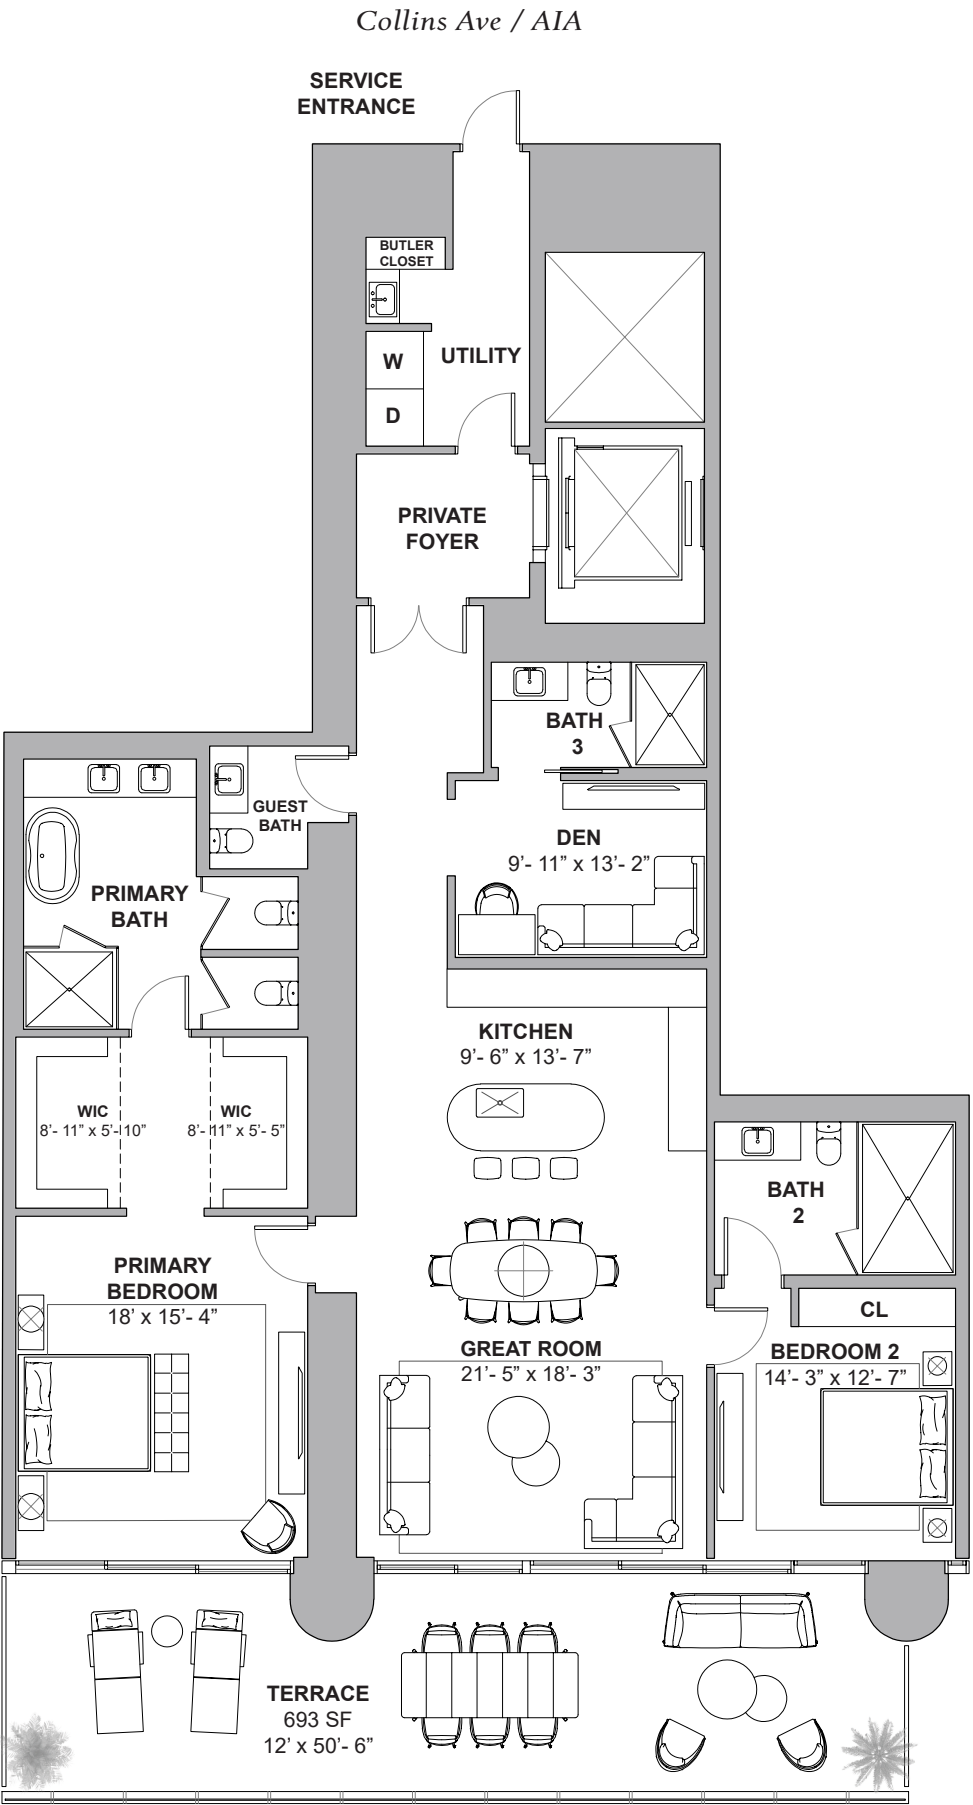 Collins Ave / AIA
SERVICE
ENTRANCE
BUTLER
CLOSET
W
UTILITY
D
PRIVATE
FOYER
BATH
3
GUEST
BATH
DEN
9'- 11” x 13'- 2”
PRIMARY
BATH
KITCHEN
9'- 6” x 13'- 7”
WIC
8'- 11” x 5'- 10”
WIC
8'- 11” x 5'- 5”
BATH
2
PRIMARY
BEDROOM
18’ x 15’- 4”
CL
GREAT ROOM
21’- 5” x 18’- 3”
BEDROOM 2
14’- 3” x 12’- 7”
TERRACE
693 SF
12’ x 50’- 6”